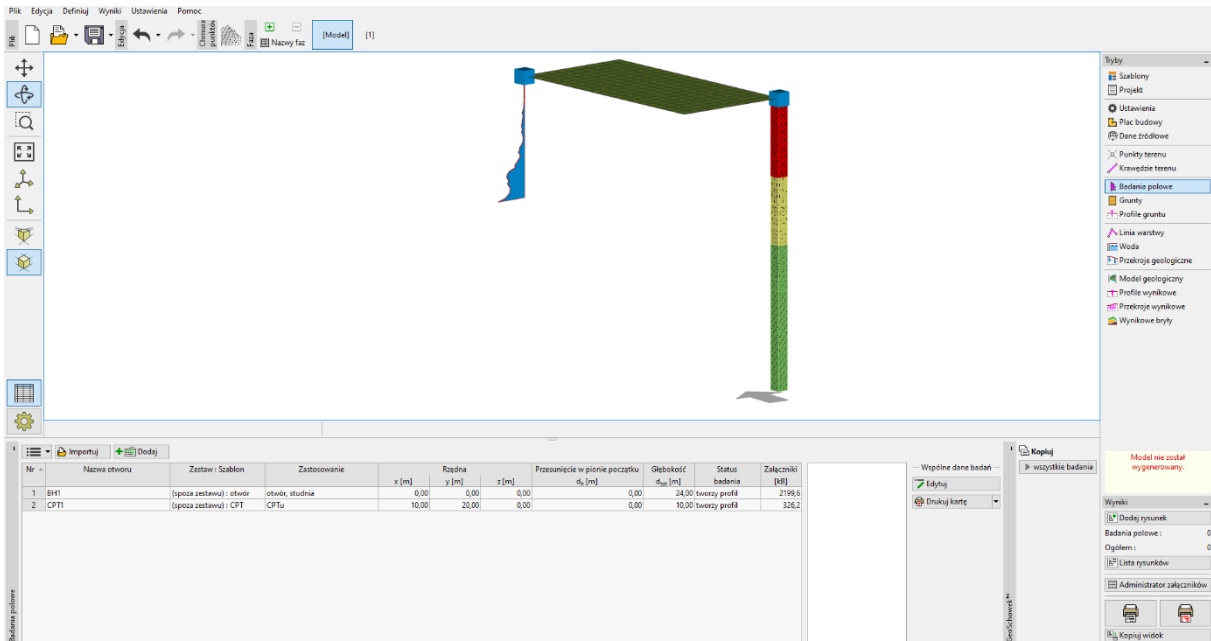 Plik Edycja Definiuj Wyniki Ustawienia Pomoc
Plik
Edycja
Chmura punktów
Faza
Nazwy faz
[Model]
[1]
Tryby
Szablony
Projekt
Ustawienia
Plac budowy
Dane źródłowe
Punkty terenu
Krawędzie terenu
Badania polowe
Grunty
Profile gruntu
Linia warstwy
Woda
Przekroje geologiczne
Model geologiczny
Profile wynikowe
Przekroje wynikowe
Wynikowe bryły
Importuj Dodaj
Nr Nazwa otworu Zestaw : Szablon Zastosowanie Rzędna Przesunięcie w pionie początku Głębokość Status Załączniki
x [m] y [m] z [m] dₕ [m] dₜₒₜ [m] badania [kB]
1 BH1 (spoza zestawu) : otwór otwór, studnia 0,00 0,00 0,00 0,00 24,00 tworzy profil 2199,6
2 CPT1 (spoza zestawu) : CPT CPTu 10,00 20,00 0,00 0,00 10,00 tworzy profil 326,2
Badania polowe
Wspólne dane badań
Edytuj
Drukuj kartę
GeoSchowek™
Kopiuj
wszystkie badania
Model nie został
wygenerowany.
Wyniki
Dodaj rysunek
Badania polowe : 0
Ogółem : 0
Lista rysunków
Administrator załączników
Kopiuj widok